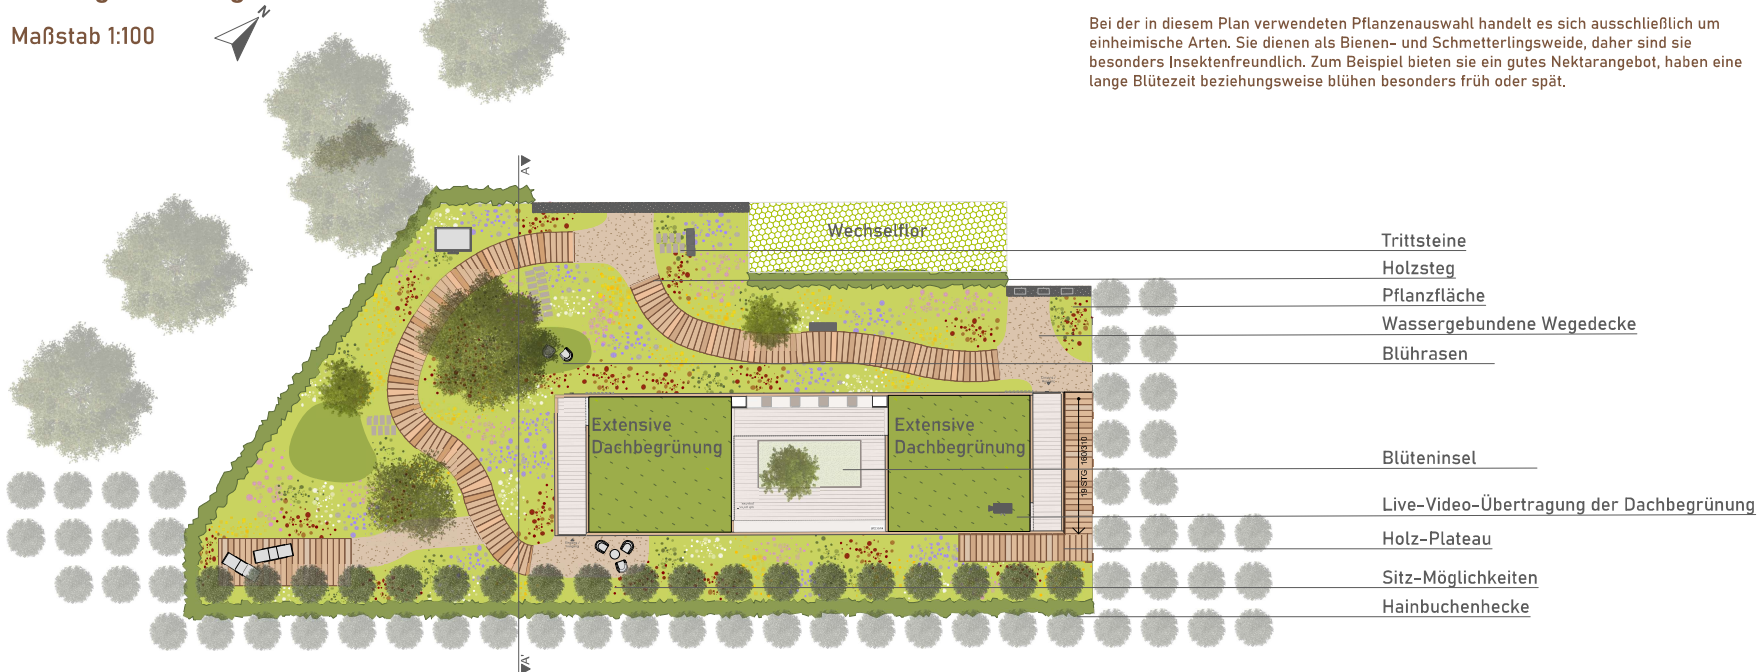 N
Maßstab 1:100
Bei der in diesem Plan verwendeten Pflanzenauswahl handelt es sich ausschließlich um
einheimische Arten. Sie dienen als Bienen- und Schmetterlingsweide, daher sind sie
besonders Insektenfreundlich. Zum Beispiel bieten sie ein gutes Nektarangebot, haben eine
lange Blütezeit beziehungsweise blühen besonders früh oder spät.
A
Wechselflor
Trittsteine
Holzsteg
Pflanzfläche
Wassergebundene Wegedecke
Blührasen
Extensive
Dachbegrünung
Extensive
Dachbegrünung
19 STG 160310
Blüteninsel
Live-Video-Übertragung der Dachbegrünung
Holz-Plateau
Sitz-Möglichkeiten
Hainbuchenhecke
A'